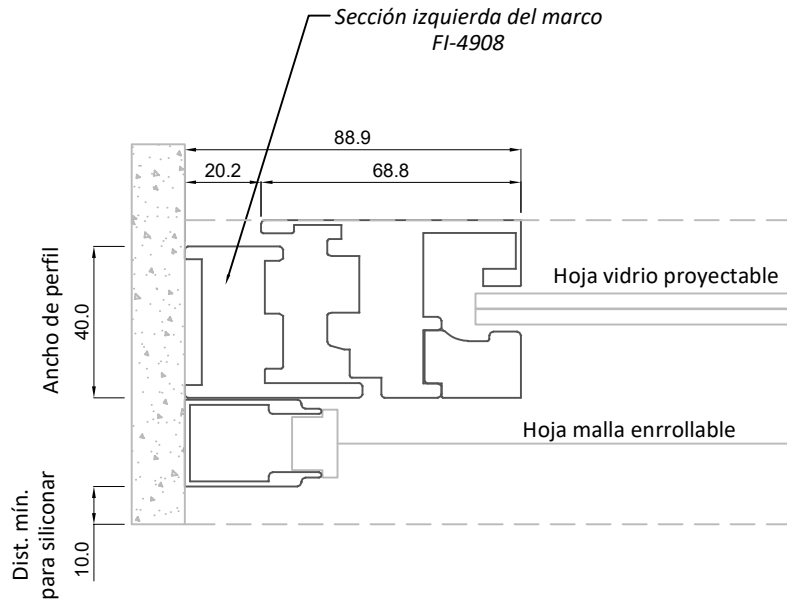 Sección izquierda del marco
FI-4908
88.9
20.2
68.8
Ancho de perfil
40.0
Hoja vidrio proyectable
Hoja malla enrrollable
Dist. mín.
para siliconar
10.0